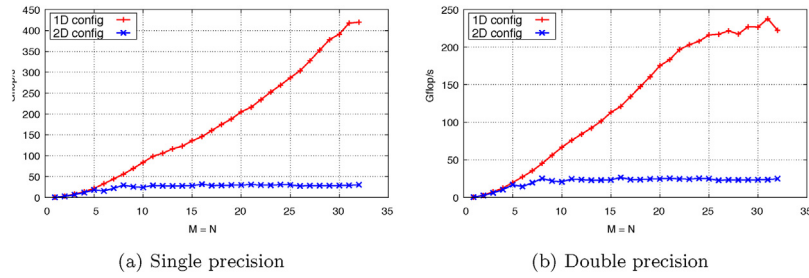 1D config
2D config
450
400
350
300
250
200
150
100
50
0
0 5 10 15 20 25 30 35
M = N
(a) Single precision
1D config
2D config
Gflop/s
250
200
150
100
50
0
0 5 10 15 20 25 30 35
M = N
(b) Double precision